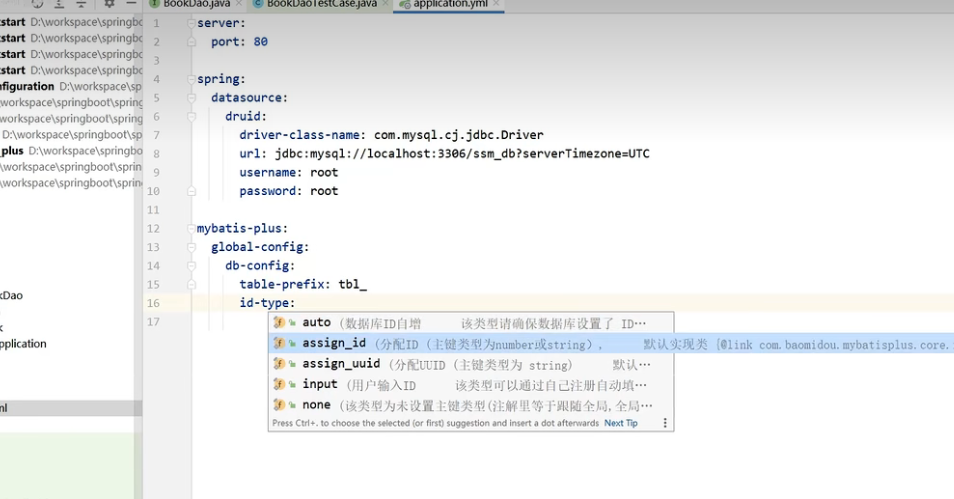 BookDao.java BookDaoTestCase.java application.yml
start D:\workspace\springbo
start D:\workspace\springbo
start D:\workspace\springbo
start D:\workspace\springbo
figuration D:\workspace\sp
workspace\springboot\spring
workspace\springboot\spring
D:\workspace\springboot\sp
_plus D:\workspace\springb
\workspace\springboot\sprin
\workspace\springboot\sprin
kDao
k
pplication
ml
1 server:
2 port: 80
3
4 spring:
5 datasource:
6 druid:
7 driver-class-name: com.mysql.cj.jdbc.Driver
8 url: jdbc:mysql://localhost:3306/ssm_db?serverTimezone=UTC
9 username: root
10 password: root
11
12 mybatis-plus:
13 global-config:
14 db-config:
15 table-prefix: tbl_
16 id-type:
17
auto (数据库ID自增 该类型请确保数据库设置了 ID…
assign_id (分配ID (主键类型为number或string), 默认实现类 {@link com.baomidou.mybatisplus.core.
assign_uuid (分配UUID (主键类型为 string) 默认…
input (用户输入ID 该类型可以通过自己注册自动填…
none (该类型为未设置主键类型(注解里等于跟随全局,全局…
Press Ctrl+. to choose the selected (or first) suggestion and insert a dot afterwards Next Tip